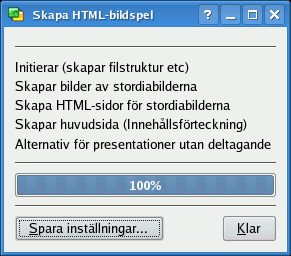 Skapa HTML-bildspel
Initierar (skapar filstruktur etc)
Skapar bilder av stordiabilderna
Skapa HTML-sidor för stordiabilderna
Skapar huvudsida (Innehållsförteckning)
Alternativ för presentationer utan deltagande
100%
Spara inställningar...
Klar